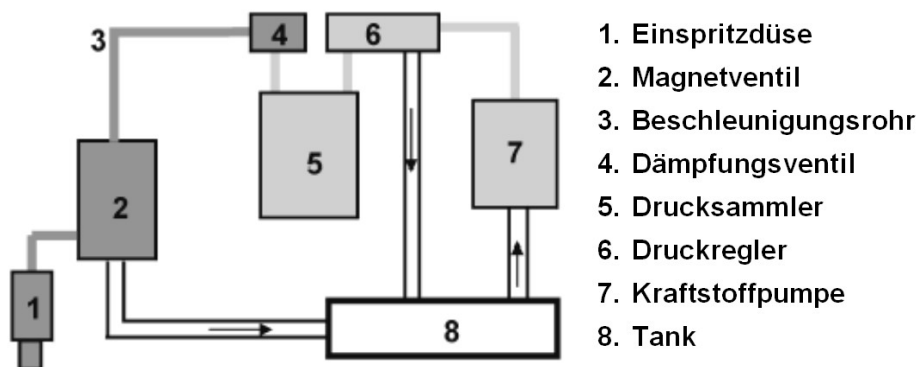 3
4
6
5
7
2
1
8
1. Einspritzdüse
2. Magnetventil
3. Beschleunigungsrohr
4. Dämpfungsventil
5. Drucksammler
6. Druckregler
7. Kraftstoffpumpe
8. Tank